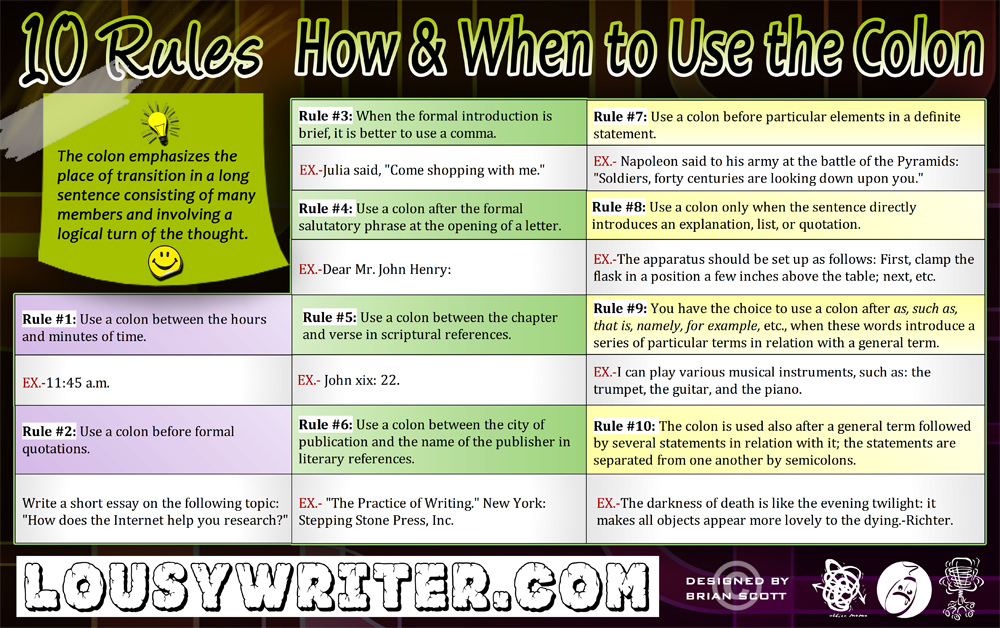 10 Rules How & When to Use the Colon
The colon emphasizes the
place of transition in a long
sentence consisting of many
members and involving a
logical turn of the thought.
Rule #1: Use a colon between the hours
and minutes of time.
EX.-11:45 a.m.
Rule #2: Use a colon before formal
quotations.
Write a short essay on the following topic:
"How does the Internet help you research?"
Rule #3: When the formal introduction is
brief, it is better to use a comma.
EX.-Julia said, "Come shopping with me."
Rule #4: Use a colon after the formal
salutatory phrase at the opening of a letter.
EX.-Dear Mr. John Henry:
Rule #5: Use a colon between the chapter
and verse in scriptural references.
EX.- John xix: 22.
Rule #6: Use a colon between the city of
publication and the name of the publisher in
literary references.
EX.- "The Practice of Writing." New York:
Stepping Stone Press, Inc.
Rule #7: Use a colon before particular elements in a definite
statement.
EX.- Napoleon said to his army at the battle of the Pyramids:
"Soldiers, forty centuries are looking down upon you."
Rule #8: Use a colon only when the sentence directly
introduces an explanation, list, or quotation.
EX.-The apparatus should be set up as follows: First, clamp the
flask in a position a few inches above the table; next, etc.
Rule #9: You have the choice to use a colon after as, such as,
that is, namely, for example, etc., when these words introduce a
series of particular terms in relation with a general term.
EX.-I can play various musical instruments, such as: the
trumpet, the guitar, and the piano.
Rule #10: The colon is used also after a general term followed
by several statements in relation with it; the statements are
separated from one another by semicolons.
EX.-The darkness of death is like the evening twilight: it
makes all objects appear more lovely to the dying.-Richter.
LOUSYWRITER.COM
©
DESIGNED BY
BRIAN SCOTT